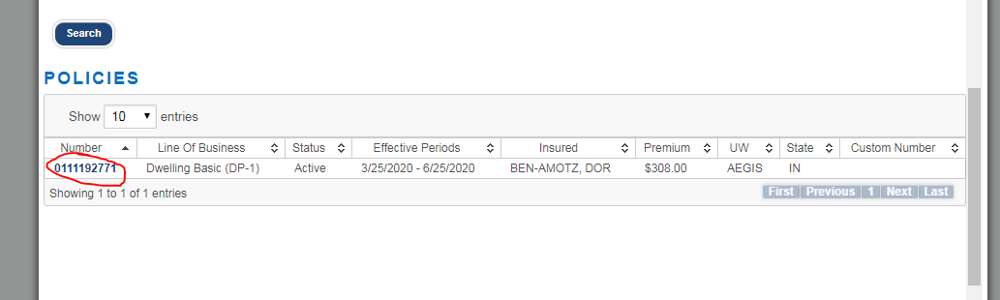 Search
POLICIES
Show 10 entries
Number Line Of Business Status Effective Periods Insured Premium UW State Custom Number
0111192771 Dwelling Basic (DP-1) Active 3/25/2020 - 6/25/2020 BEN-AMOTZ, DOR $308.00 AEGIS IN
Showing 1 to 1 of 1 entries First Previous 1 Next Last